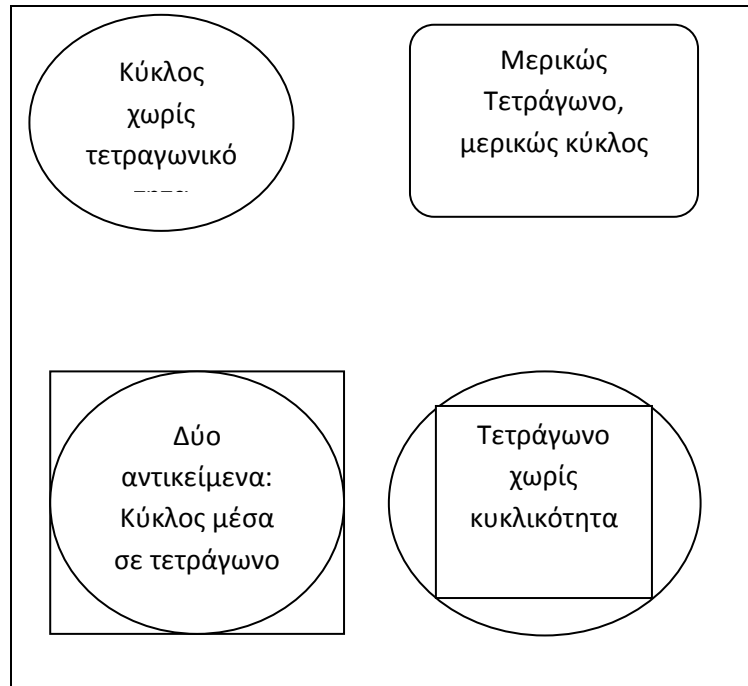 Κύκλος
χωρίς
τετραγωνικό
Μερικώς
Τετράγωνο,
μερικώς κύκλος
Δύο
αντικείμενα:
Κύκλος μέσα
σε τετράγωνο
Τετράγωνο
χωρίς
κυκλικότητα